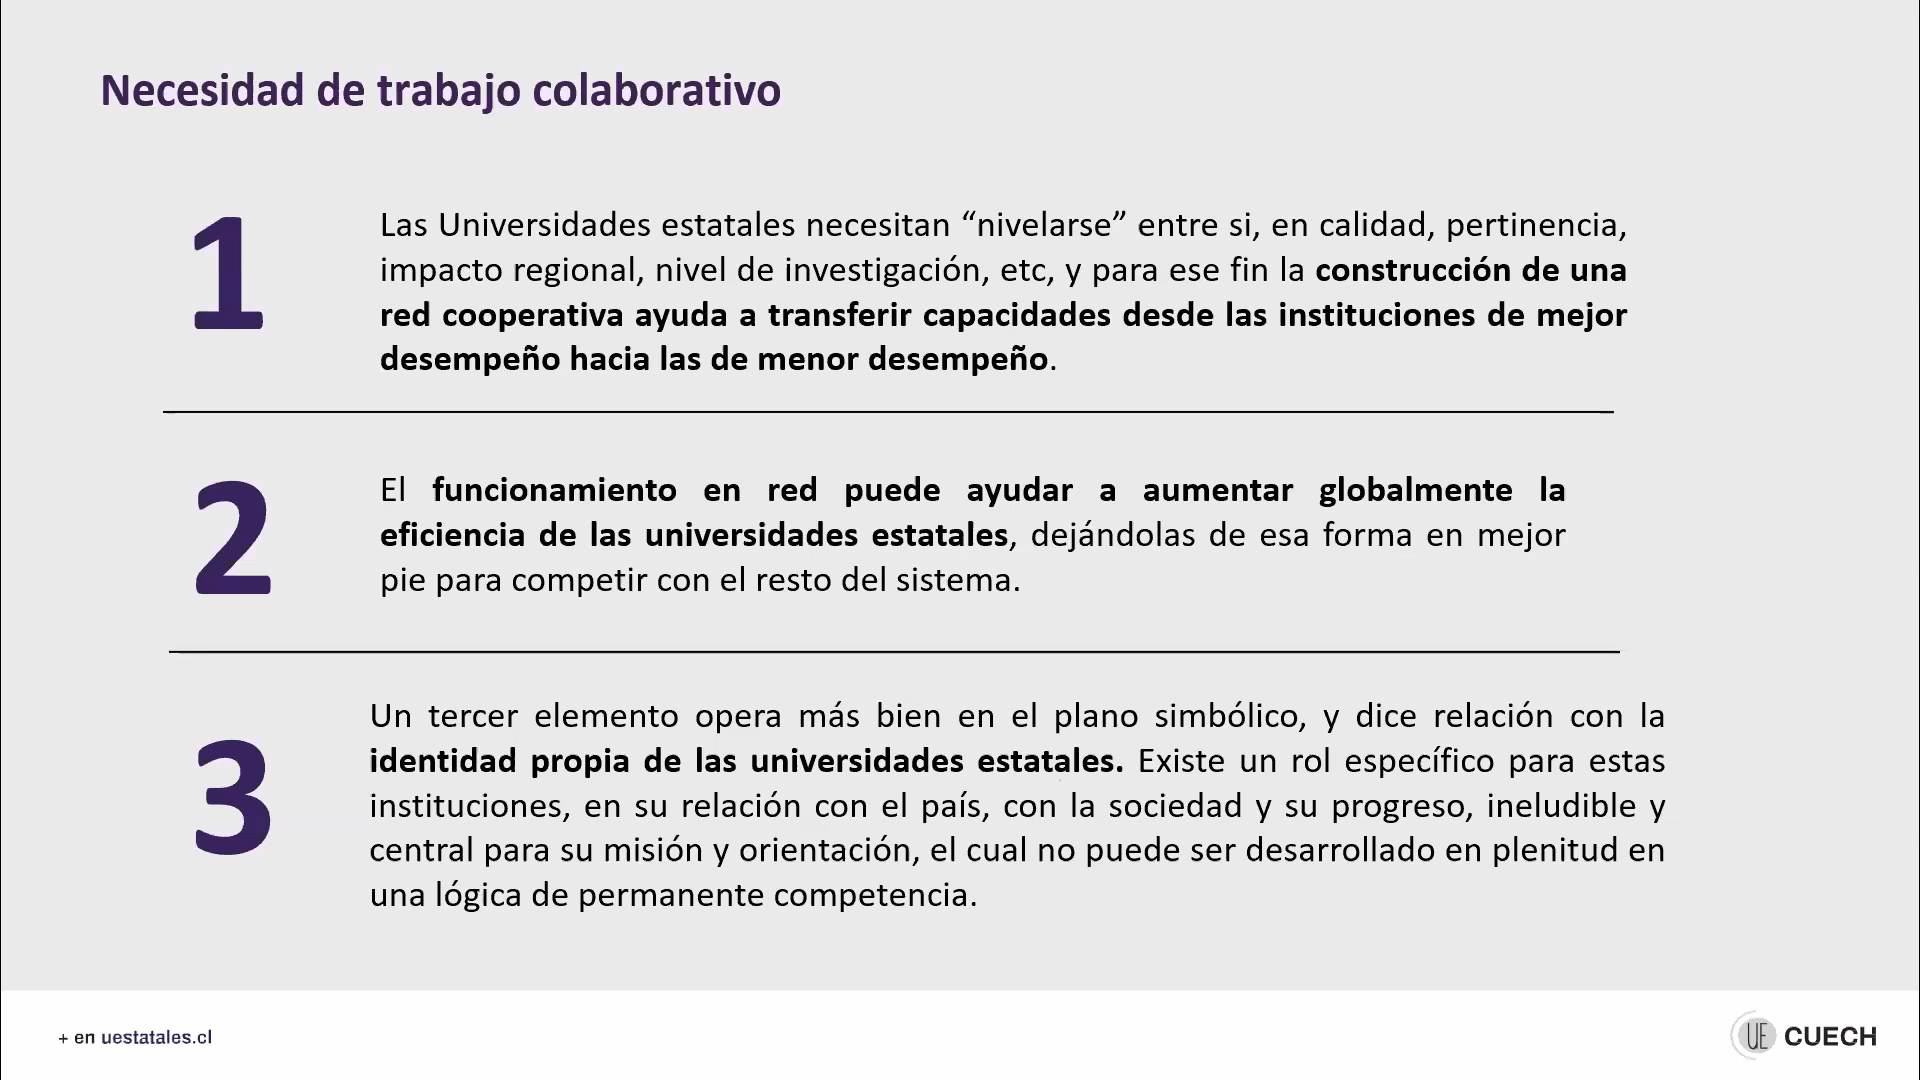 Necesidad de trabajo colaborativo
1
Las Universidades estatales necesitan “nivelarse” entre si, en calidad, pertinencia,
impacto regional, nivel de investigación, etc, y para ese fin la construcción de una
red cooperativa ayuda a transferir capacidades desde las instituciones de mejor
desempeño hacia las de menor desempeño.
2
El funcionamiento en red puede ayudar a aumentar globalmente la
eficiencia de las universidades estatales, dejándolas de esa forma en mejor
pie para competir con el resto del sistema.
3
Un tercer elemento opera más bien en el plano simbólico, y dice relación con la
identidad propia de las universidades estatales. Existe un rol específico para estas
instituciones, en su relación con el país, con la sociedad y su progreso, ineludible y
central para su misión y orientación, el cual no puede ser desarrollado en plenitud en
una lógica de permanente competencia.
+ en uestatales.cl
UE CUECH